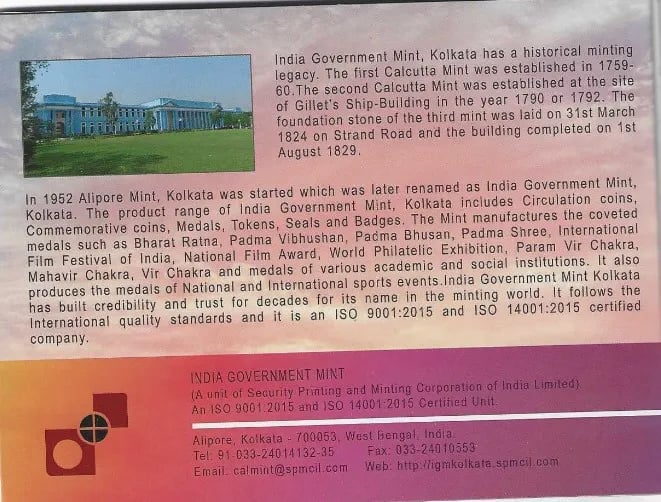 India Government Mint, Kolkata has a historical minting
legacy. The first Calcutta Mint was established in 1759-
60.The second Calcutta Mint was established at the site
of Gillet's Ship-Building in the year 1790 or 1792. The
foundation stone of the third mint was laid on 31st March
1824 on Strand Road and the building completed on 1st
August 1829.
In 1952 Alipore Mint, Kolkata was started which was later renamed as India Government Mint,
Kolkata. The product range of India Government Mint, Kolkata includes Circulation coins,
Commemorative coins, Medals, Tokens, Seals and Badges. The Mint manufactures the coveted
medals such as Bharat Ratna, Padma Vibhushan, Padma Bhusan, Padma Shree, International
Film Festival of India, National Film Award, World Philatelic Exhibition, Param Vir Chakra,
Mahavir Chakra, Vir Chakra and medals of various academic and social institutions. It also
produces the medals of National and International sports events.India Government Mint Kolkata
has built credibility and trust for decades for its name in the minting world. It follows the
International quality standards and it is an ISO 9001:2015 and ISO 14001:2015 certified
company.
INDIA GOVERNMENT MINT
(A unit of Security Printing and Minting Corporation of India Limited)
An ISO 9001:2015 and ISO 14001:2015 Certified Unit.
Alipore, Kolkata - 700053, West Bengal, India.
Tel: 91 033-24014132-35 Fax: 033-24010553
Email: calmint@spmcil.com Web: http://igmkolkata.spmcil.com